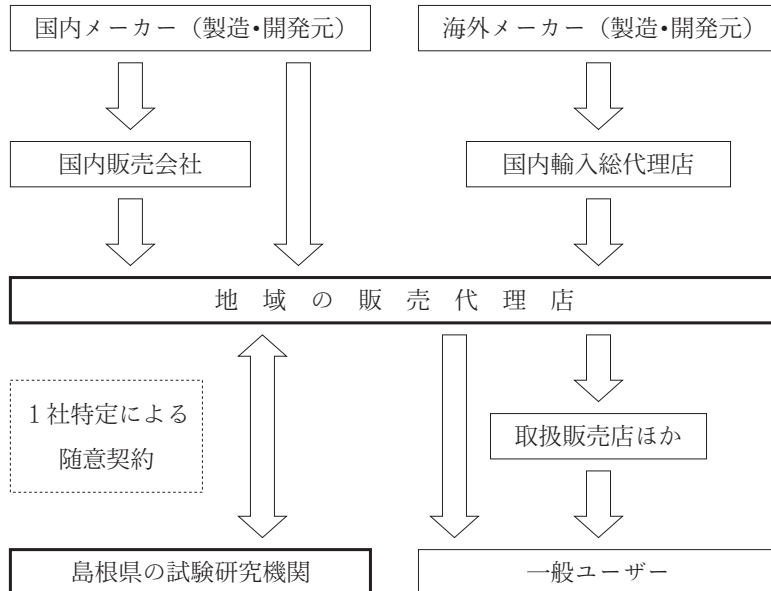 国内メーカー（製造・開発元）
海外メーカー（製造・開発元）
国内販売会社
国内輸入総代理店
地域の販売代理店
１社特定による
随意契約
取扱販売店ほか
島根県の試験研究機関
一般ユーザー